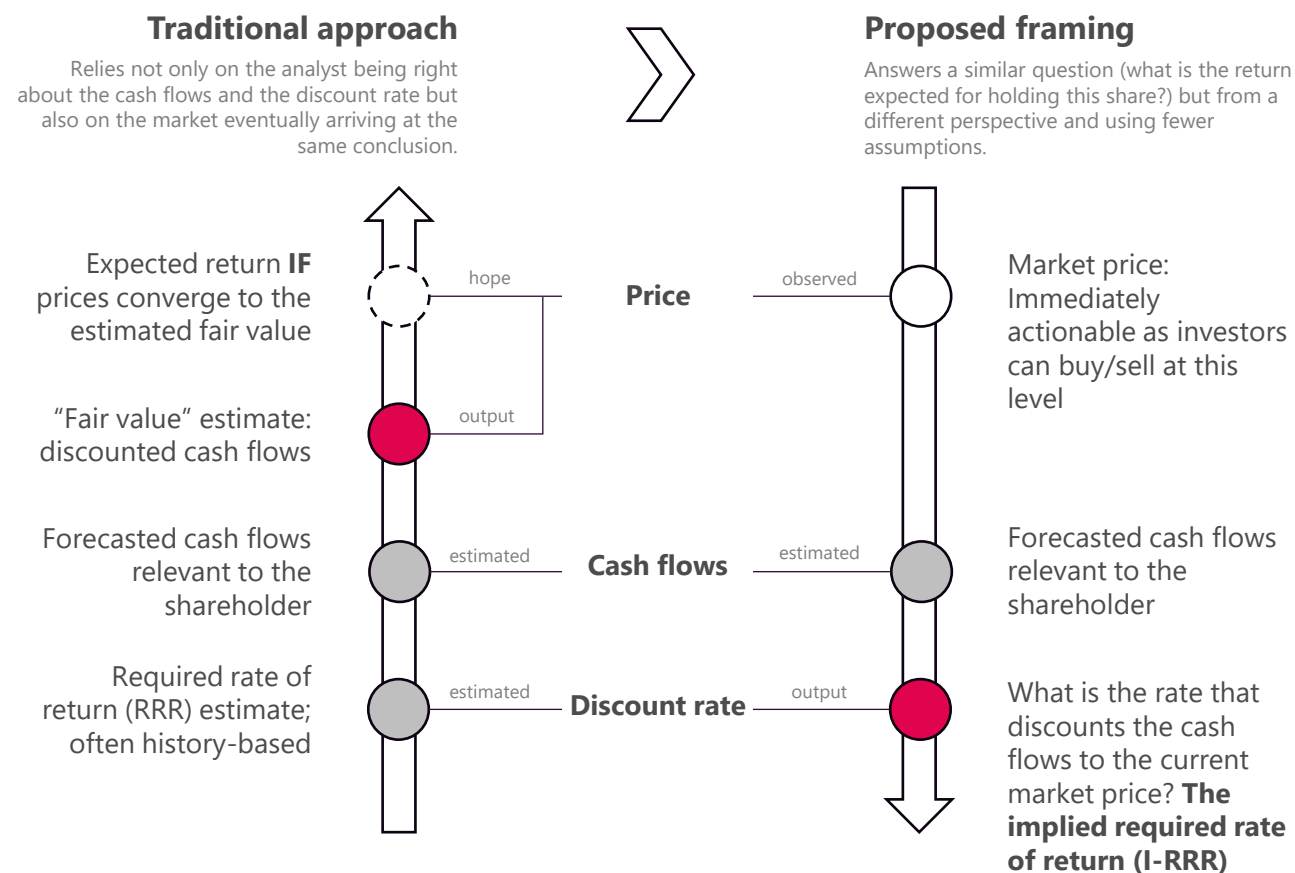 Traditional approach
Relies not only on the analyst being right
about the cash flows and the discount rate but
also on the market eventually arriving at the
same conclusion.
Proposed framing
Answers a similar question (what is the return
expected for holding this share?) but from a
different perspective and using fewer
assumptions.
Expected return IF
prices converge to the
estimated fair value
hope
Price
observed
Market price:
Immediately
actionable as investors
can buy/sell at this
level
“Fair value” estimate:
discounted cash flows
output
Forecasted cash flows
relevant to the
shareholder
estimated
Cash flows
estimated
Forecasted cash flows
relevant to the
shareholder
Required rate of
return (RRR) estimate;
often history-based
estimated
Discount rate
output
What is the rate that
discounts the cash
flows to the current
market price? The
implied required rate
of return (I-RRR)